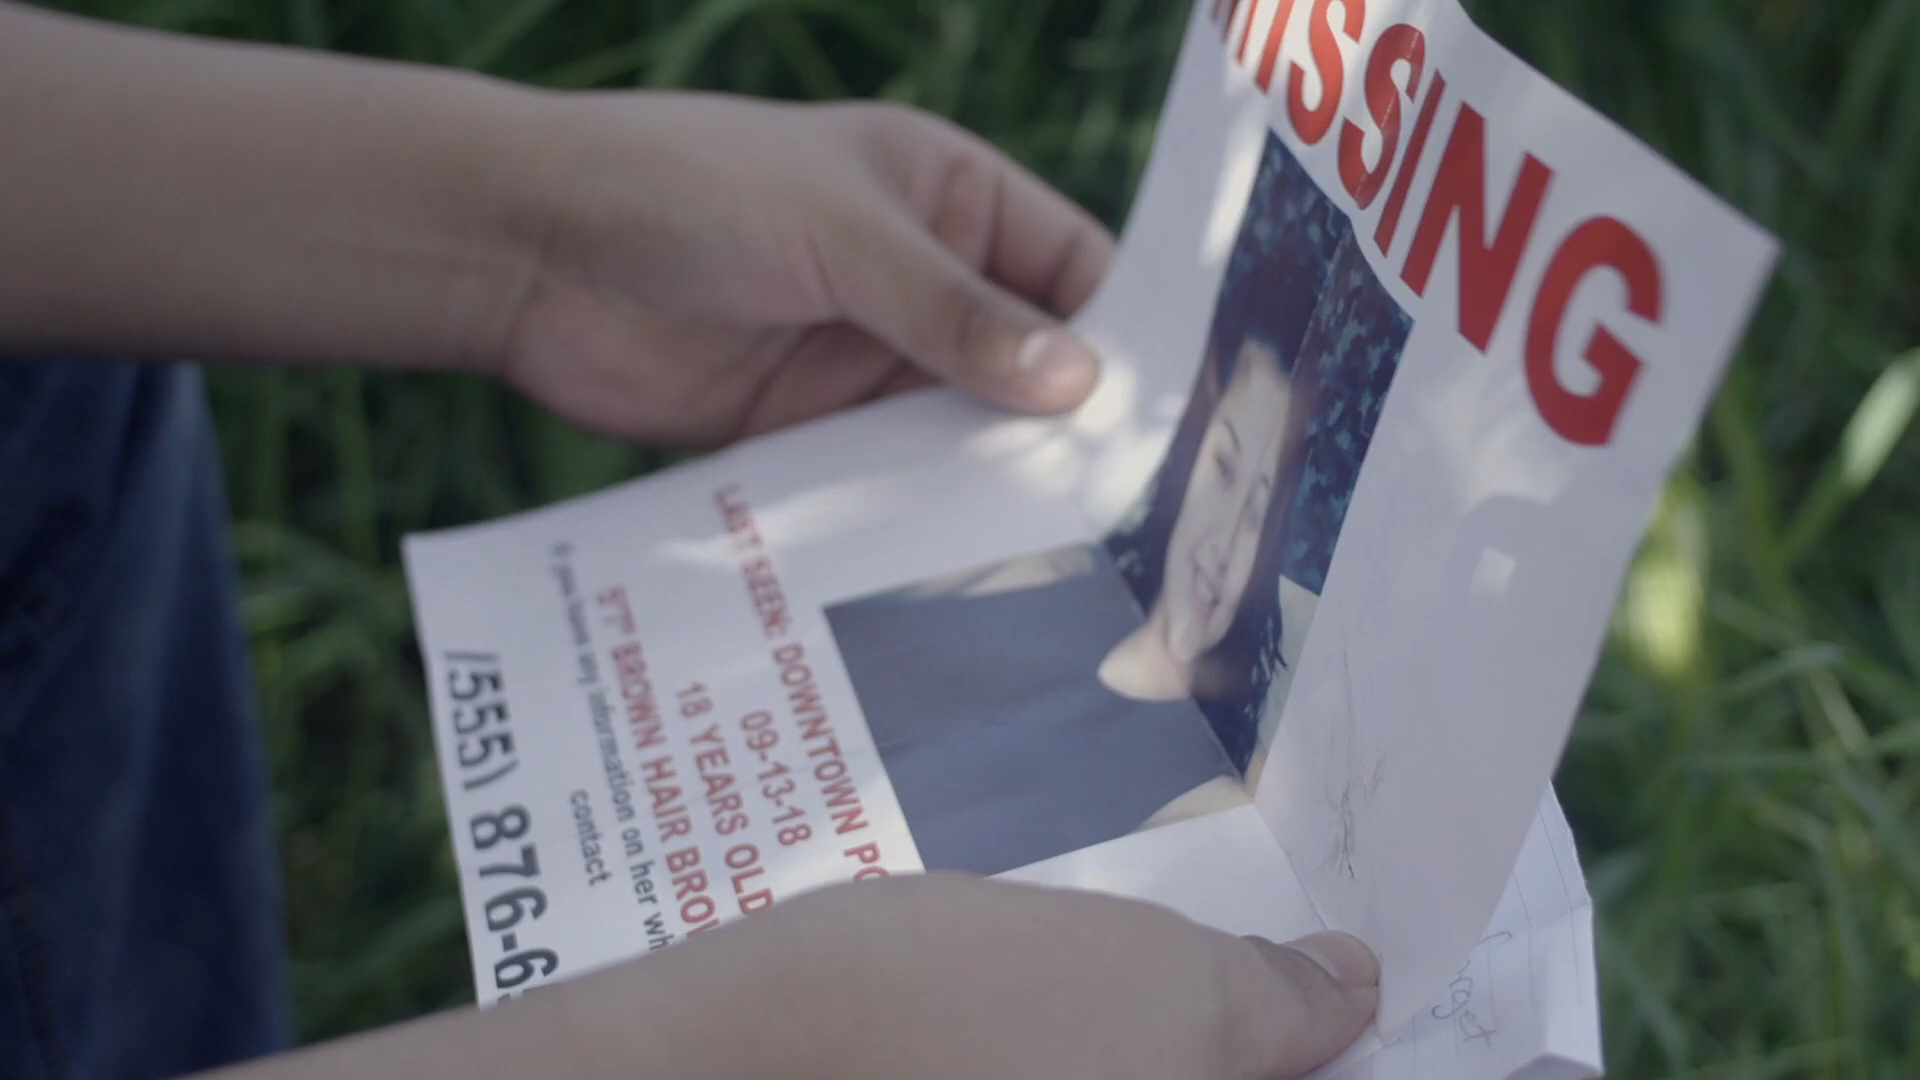 MISSING
LAST SEEN: DOWNTOWN PO
09-13-18
18 YEARS OLD
5'7" BROWN HAIR BROW
If you have any information on her wh
contact
(555) 876-6